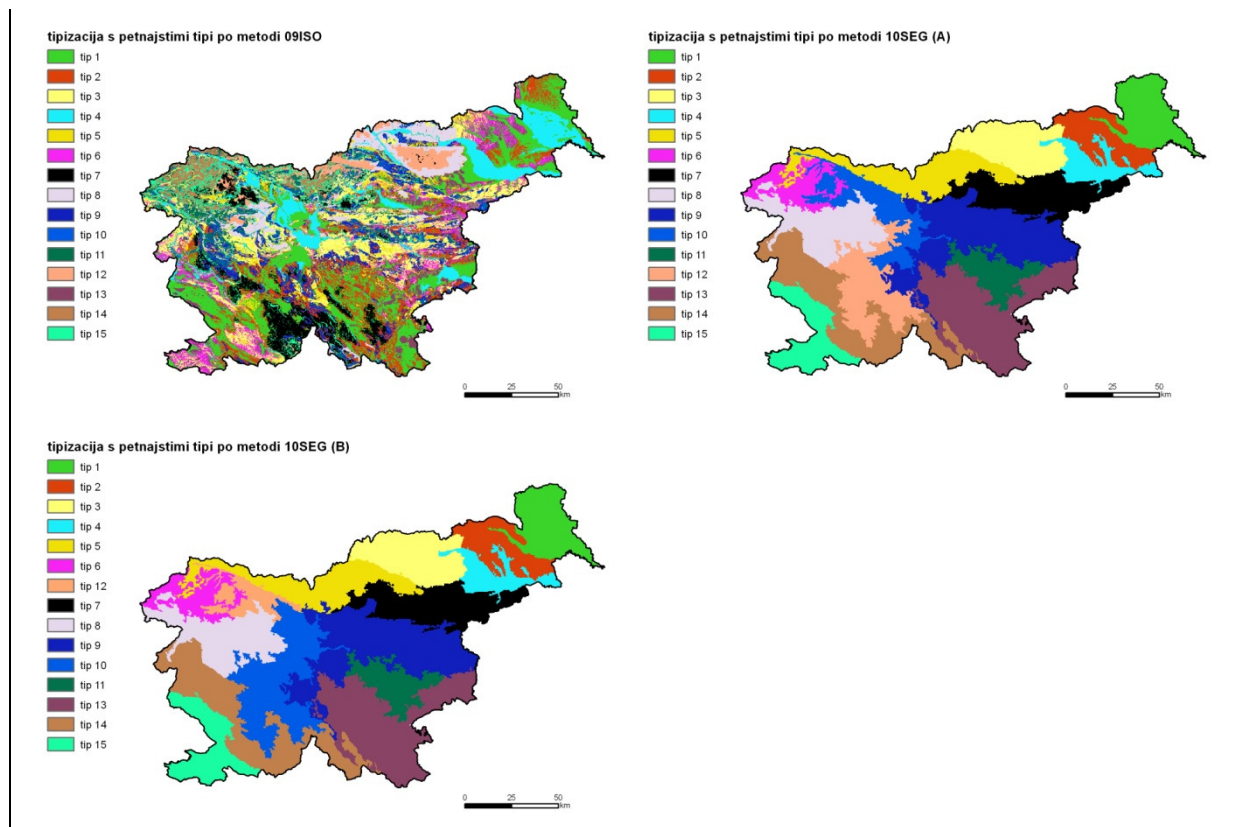 tipizacija s petnajstimi tipi po metodi 09ISO
tip 1
tip 2
tip 3
tip 4
tip 5
tip 6
tip 7
tip 8
tip 9
tip 10
tip 11
tip 12
tip 13
tip 14
tip 15
0 25 50
km
tipizacija s petnajstimi tipi po metodi 10SEG (A)
tip 1
tip 2
tip 3
tip 4
tip 5
tip 6
tip 7
tip 8
tip 9
tip 10
tip 11
tip 12
tip 13
tip 14
tip 15
0 25 50
km
tipizacija s petnajstimi tipi po metodi 10SEG (B)
tip 1
tip 2
tip 3
tip 4
tip 5
tip 6
tip 12
tip 7
tip 8
tip 9
tip 10
tip 11
tip 13
tip 14
tip 15
0 25 50
km